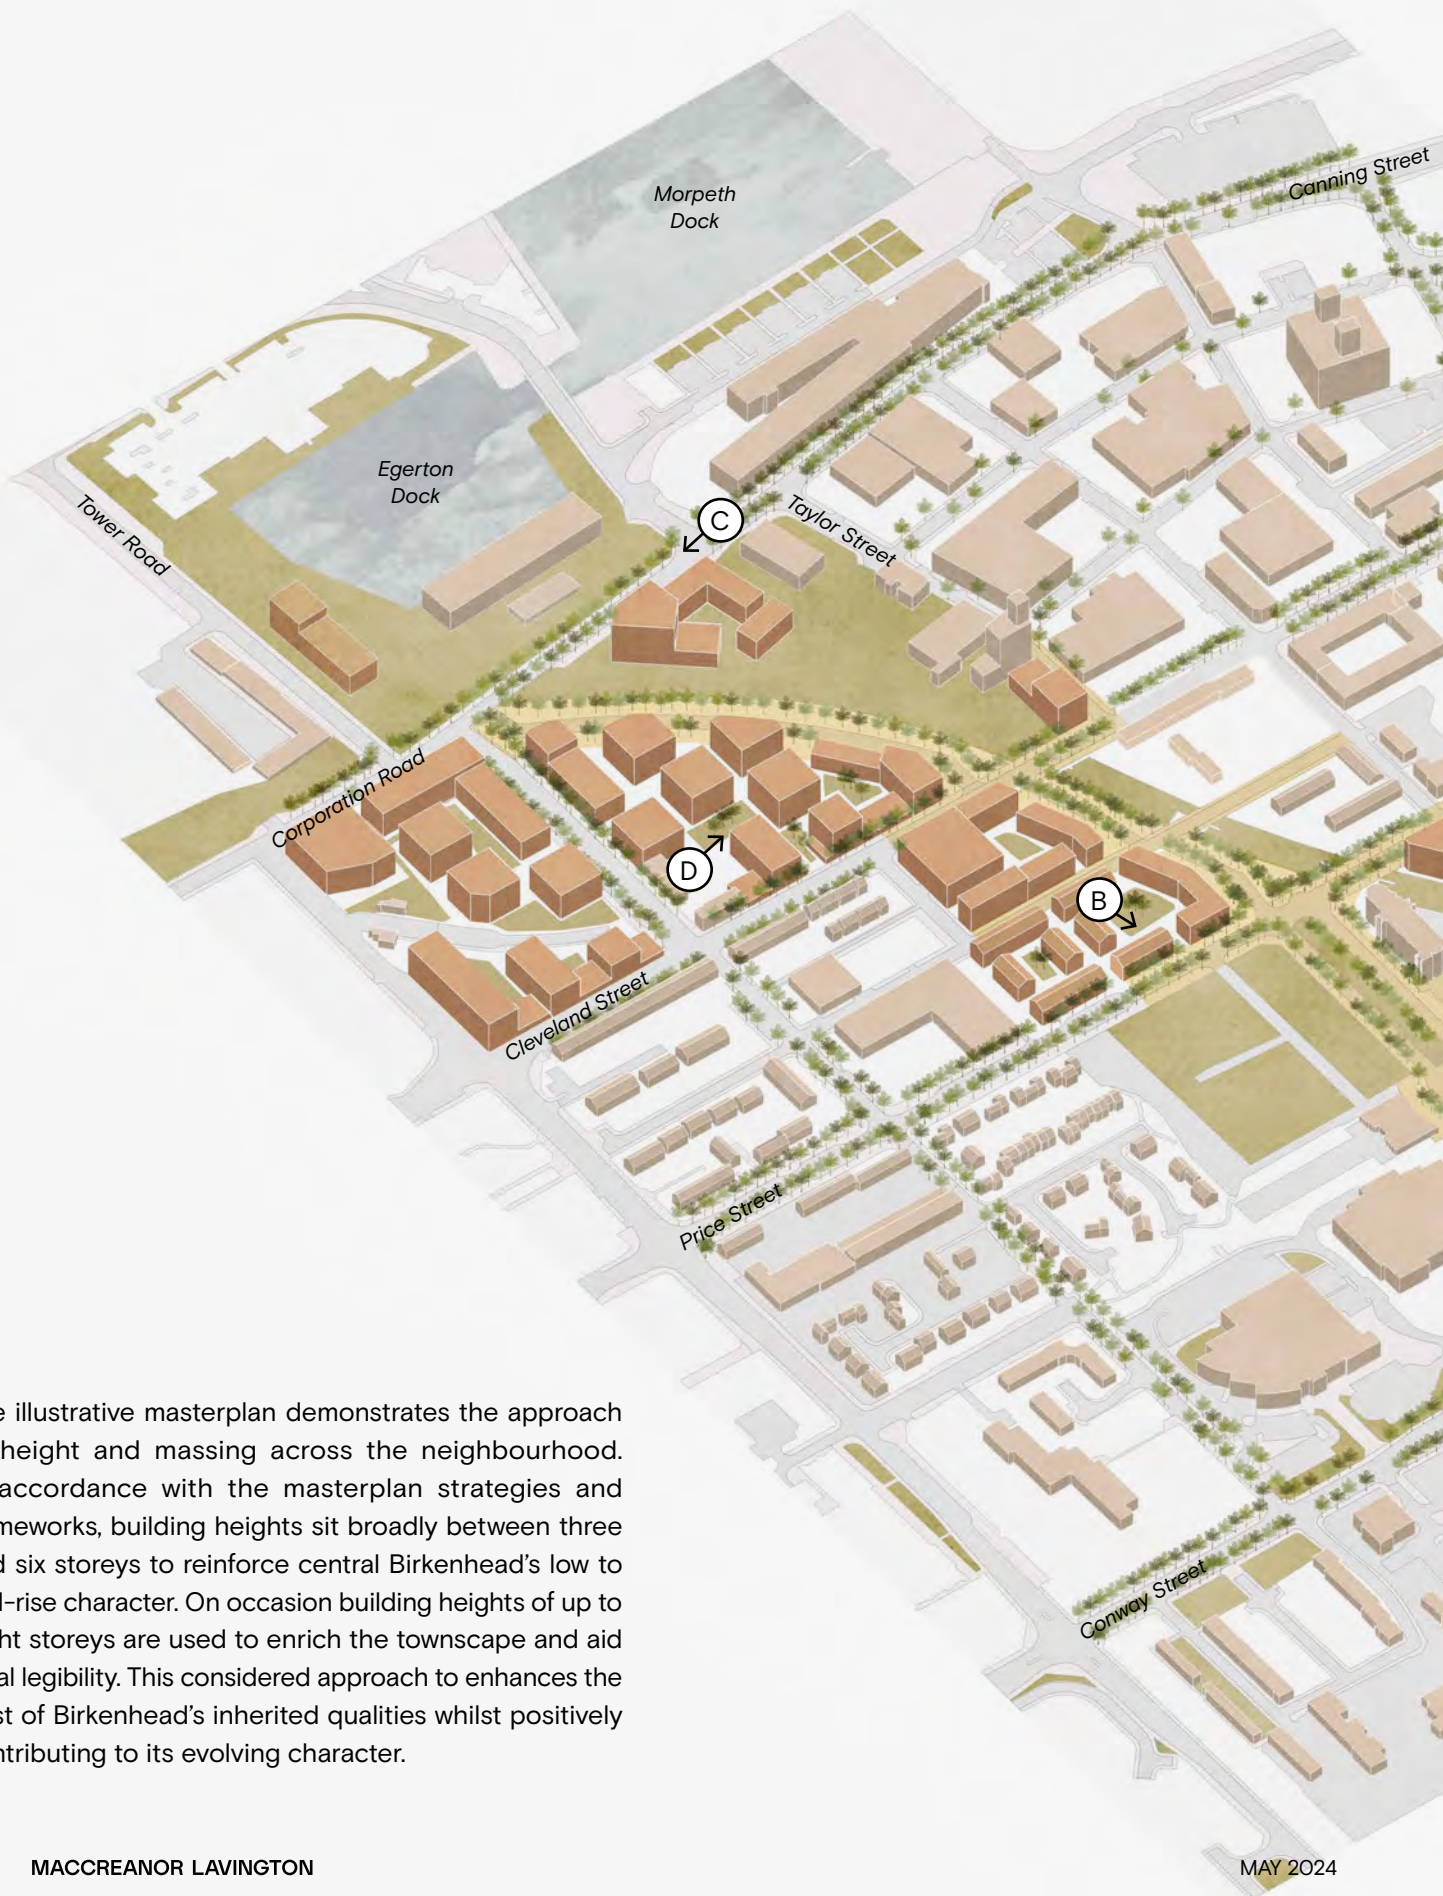 Morpeth
Dock
Canning Street
Egerton
Dock
Tower Road
C
Taylor Street
Corporation Road
D
B
Cleveland Street
Price Street
Conway Street
e illustrative masterplan demonstrates the approach
height and massing across the neighbourhood.
accordance with the masterplan strategies and
meworks, building heights sit broadly between three
d six storeys to reinforce central Birkenhead’s low to
d-rise character. On occasion building heights of up to
ht storeys are used to enrich the townscape and aid
al legibility. This considered approach to enhances the
st of Birkenhead’s inherited qualities whilst positively
ntributing to its evolving character.
MACCREANOR LAVINGTON
MAY 2024